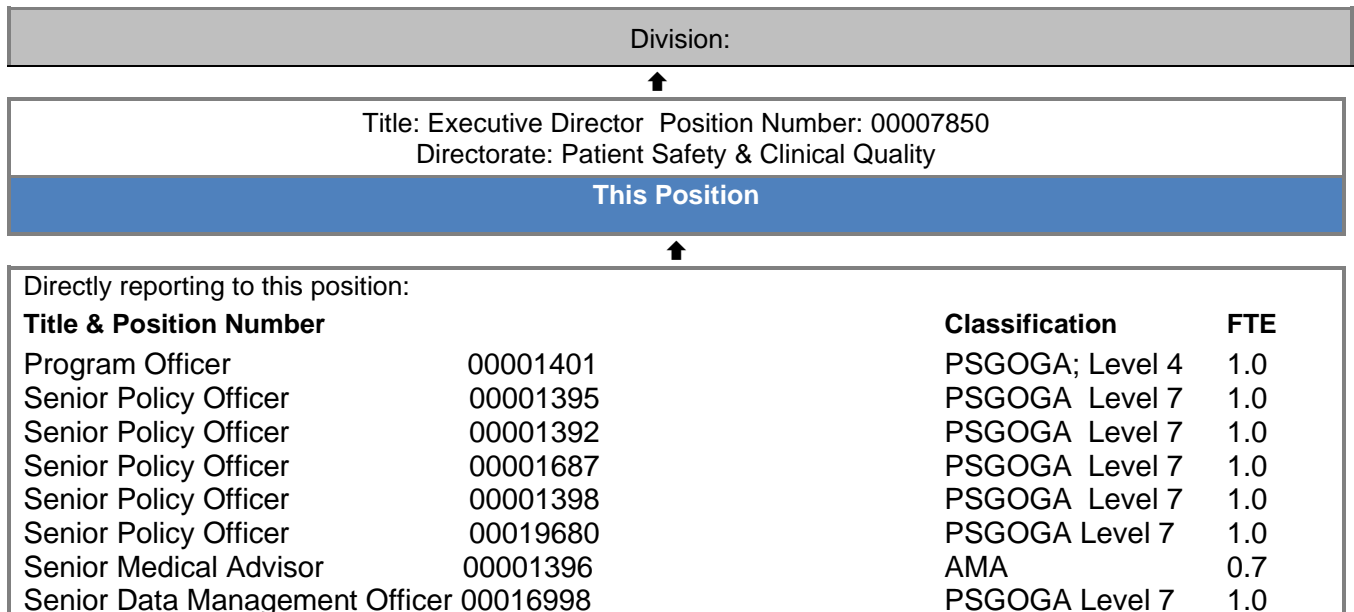 Division:
Title: Executive Director Position Number: 00007850
Directorate: Patient Safety & Clinical Quality
This Position
Directly reporting to this position:
Title & Position Number Classification FTE
Program Officer 00001401 PSGOGA; Level 4 1.0
Senior Policy Officer 00001395 PSGOGA Level 7 1.0
Senior Policy Officer 00001392 PSGOGA Level 7 1.0
Senior Policy Officer 00001687 PSGOGA Level 7 1.0
Senior Policy Officer 00001398 PSGOGA Level 7 1.0
Senior Policy Officer 00019680 PSGOGA Level 7 1.0
Senior Medical Advisor 00001396 AMA 0.7
Senior Data Management Officer 00016998 PSGOGA Level 7 1.0